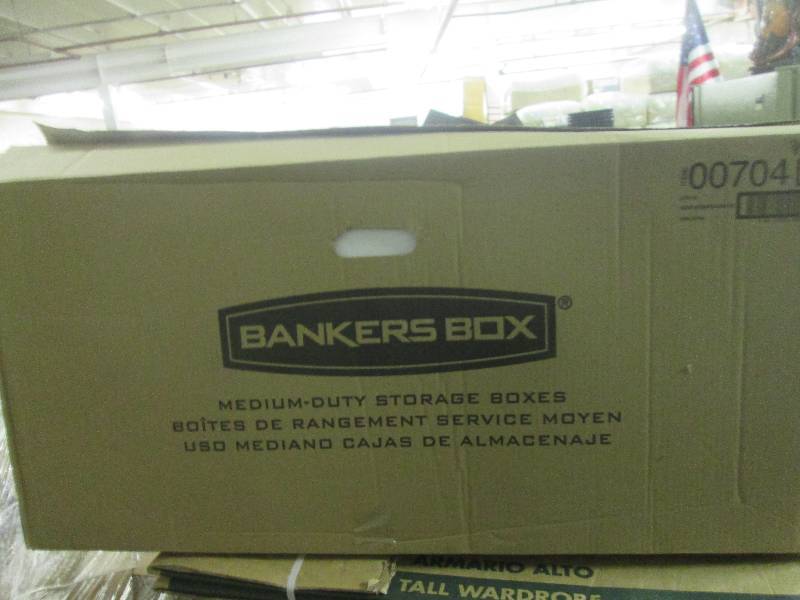 00704
BANKERS BOX®
MEDIUM-DUTY STORAGE BOXES
BOÎTES DE RANGEMENT SERVICE MOYEN
USO MEDIANO CAJAS DE ALMACENAJE
ARMARIO ALTO
TALL WARDROBE